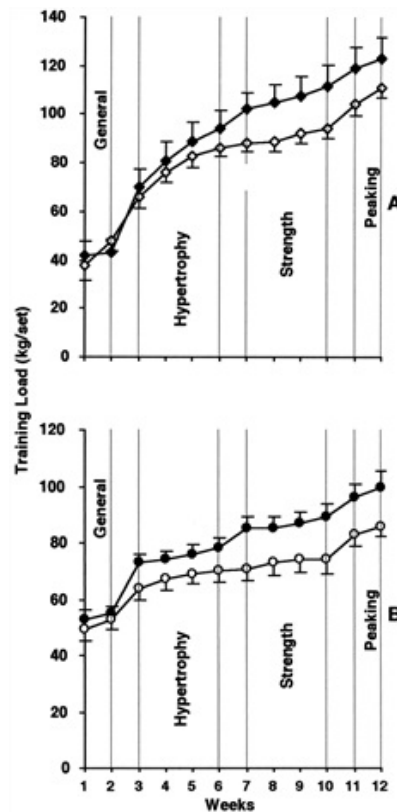 140
120
100
80
60
40
20
0
General
Hypertrophy
Strength
Peaking
A
Training Load (kg/set)
120
100
80
60
40
20
0
General
Hypertrophy
Strength
Peaking
1 2 3 4 5 6 7 8 9 10 11 12
Weeks